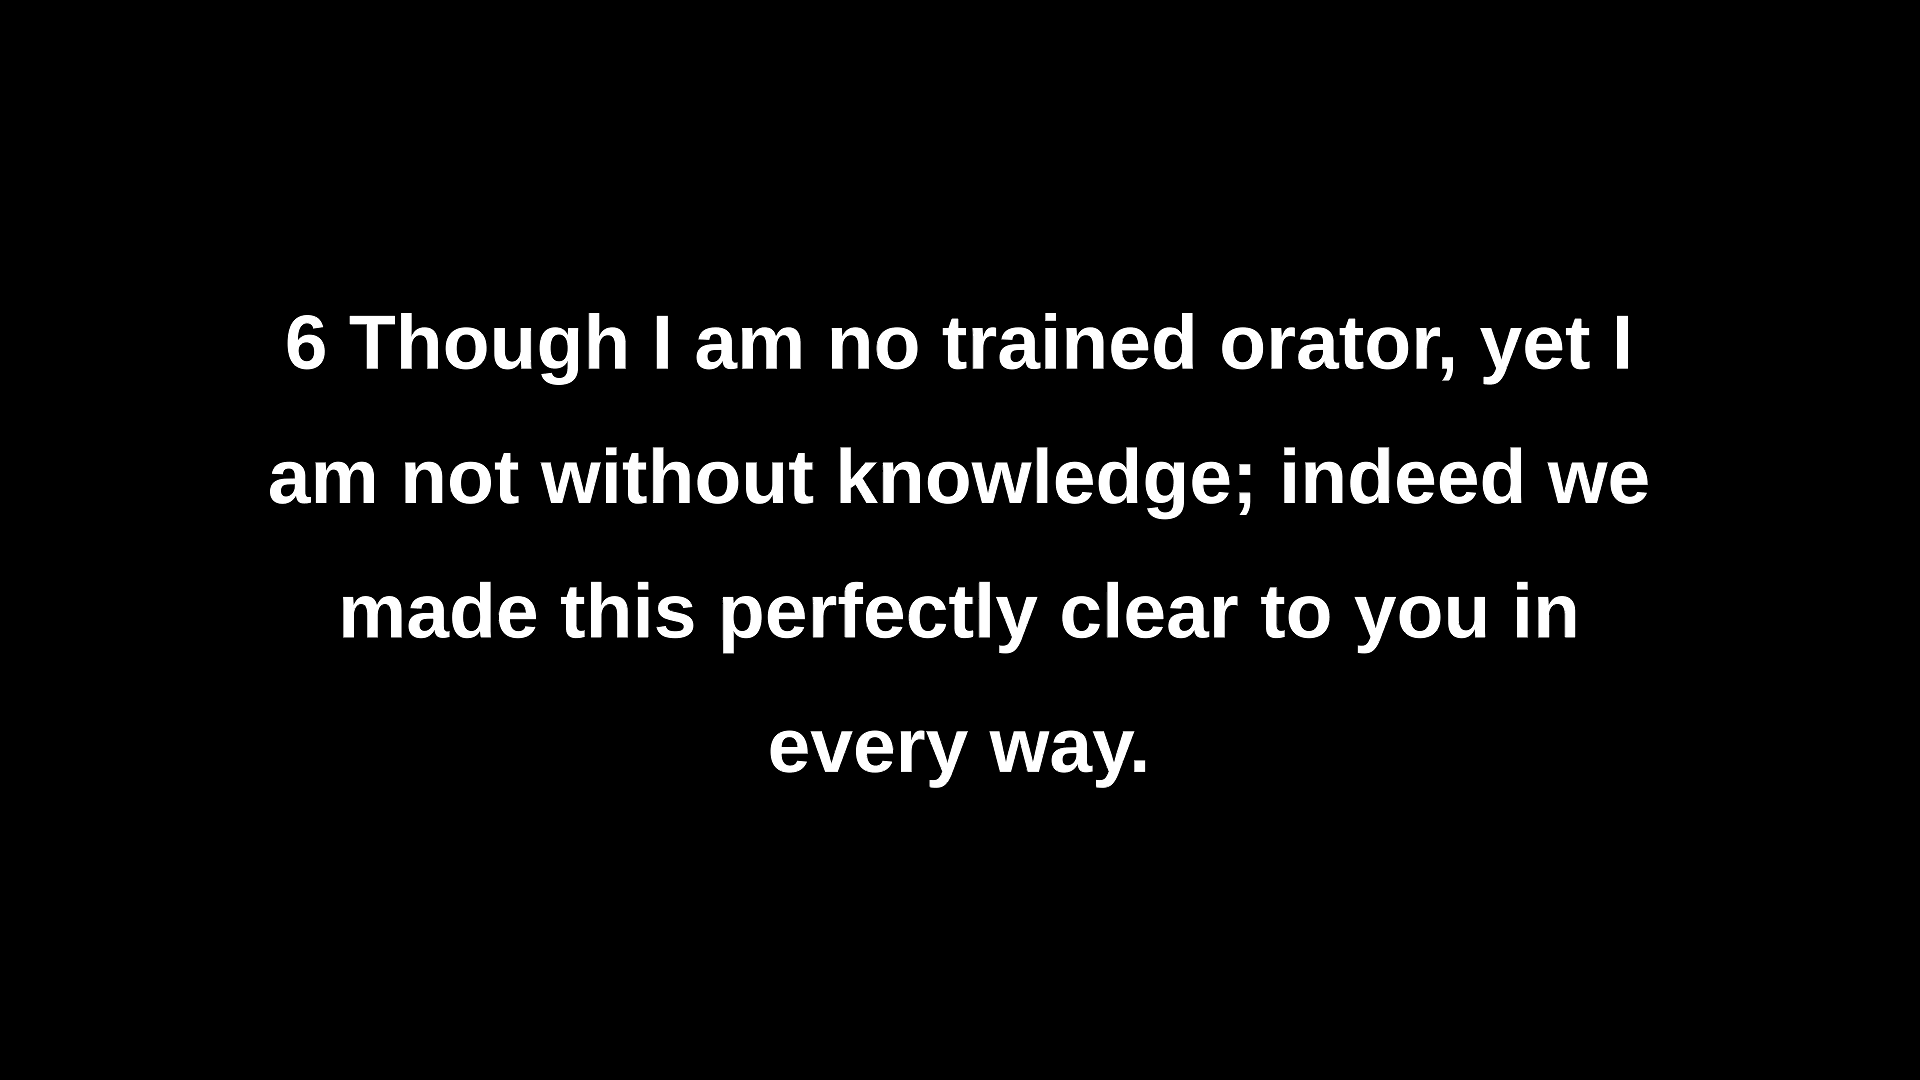 6 Though I am no trained orator, yet I
am not without knowledge; indeed we
made this perfectly clear to you in
every way.